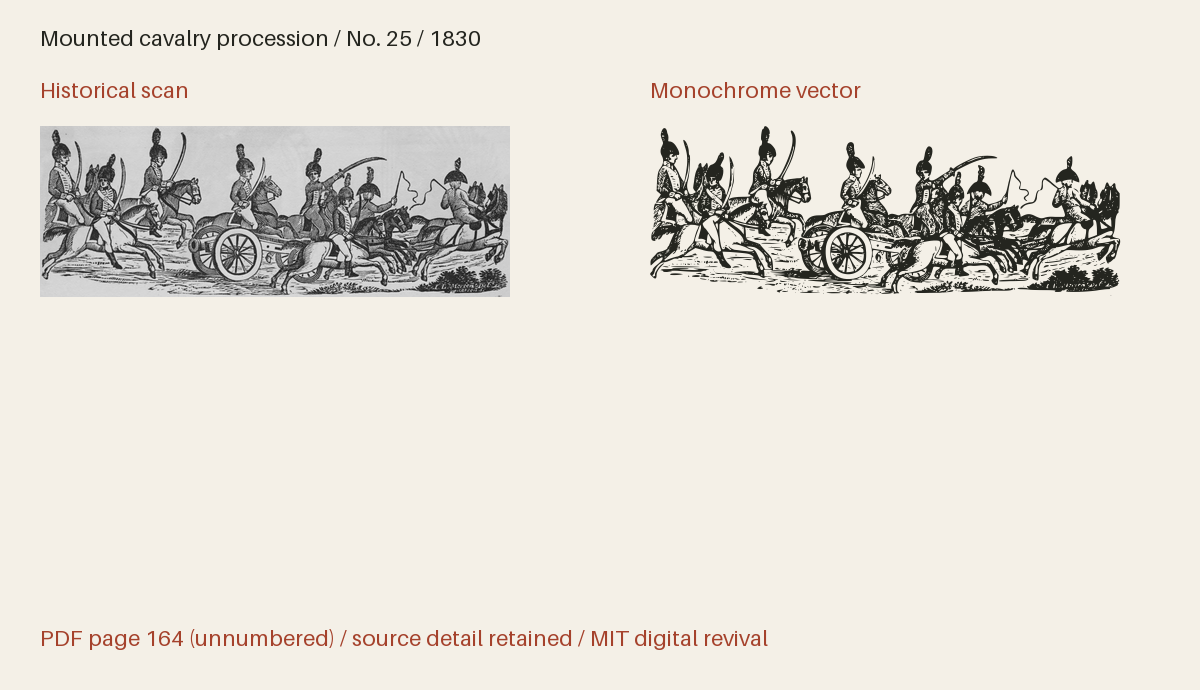 Mounted cavalry procession / No. 25 / 1830
Historical scan
Monochrome vector
PDF page 164 (unnumbered) / source detail retained / MIT digital revival